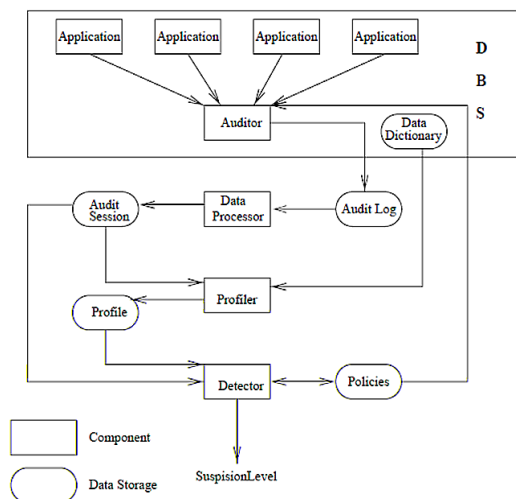 Application Application Application Application
D
B
S
Auditor
Data
Dictionary
Audit
Session
Data
Processor
Audit Log
Profiler
Profile
Detector
Policies
Component
SuspisionLevel
Data Storage